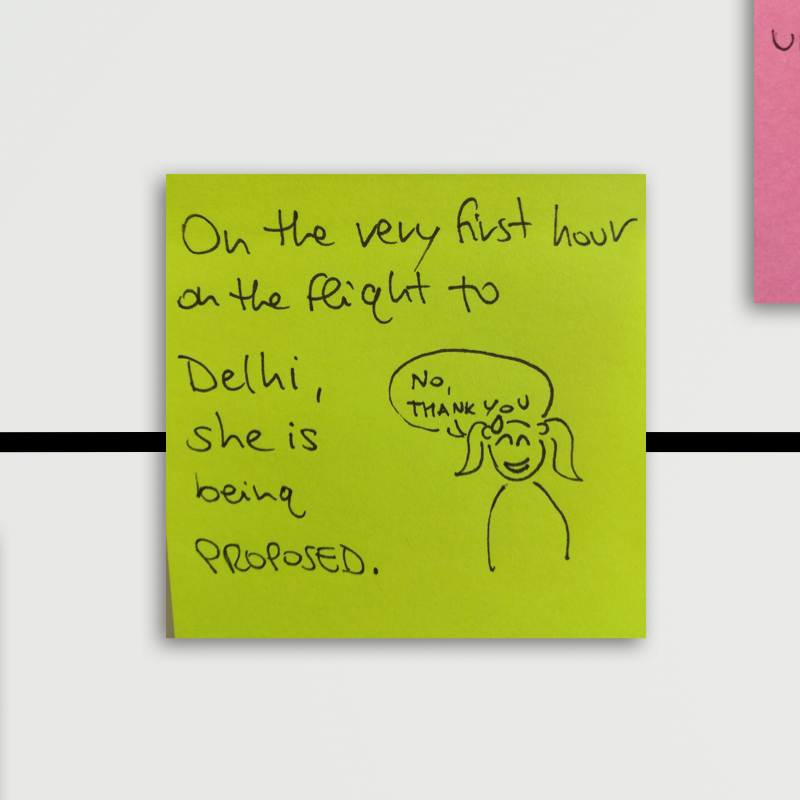 On the very first hour
on the flight to
Delhi,
she is
being
PROPOSED.
No,
THANK YOU